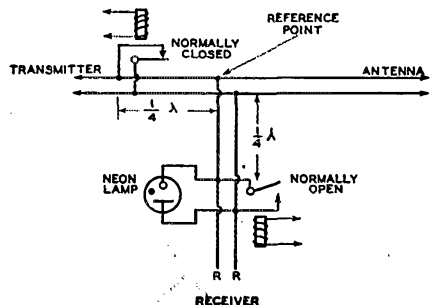 REFERENCE
POINT
NORMALLY
CLOSED
TRANSMITTER
ANTENNA
1/4 λ
1/4 λ
NEON
LAMP
NORMALLY
OPEN
R R
RECEIVER